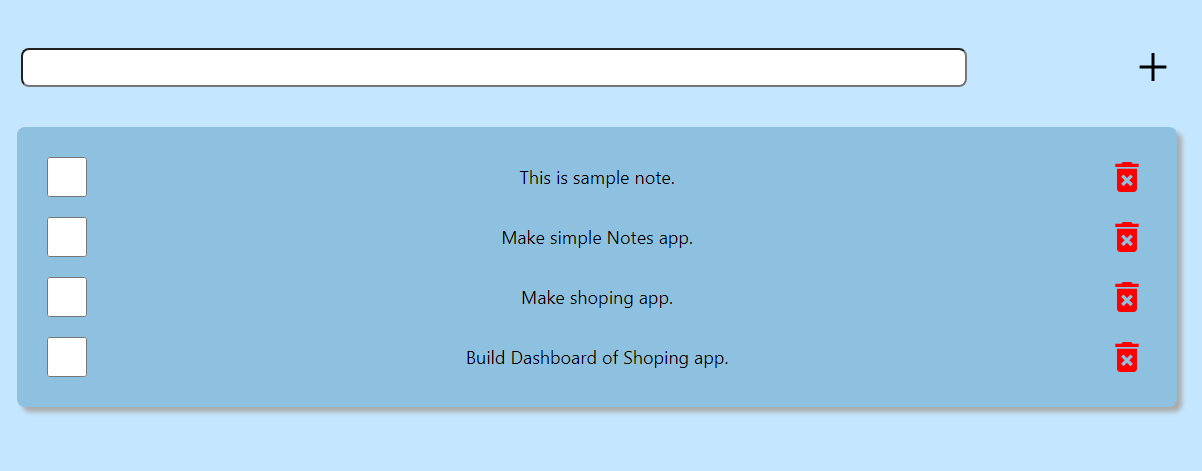 This is sample note.
Make simple Notes app.
Make shoping app.
Build Dashboard of Shoping app.